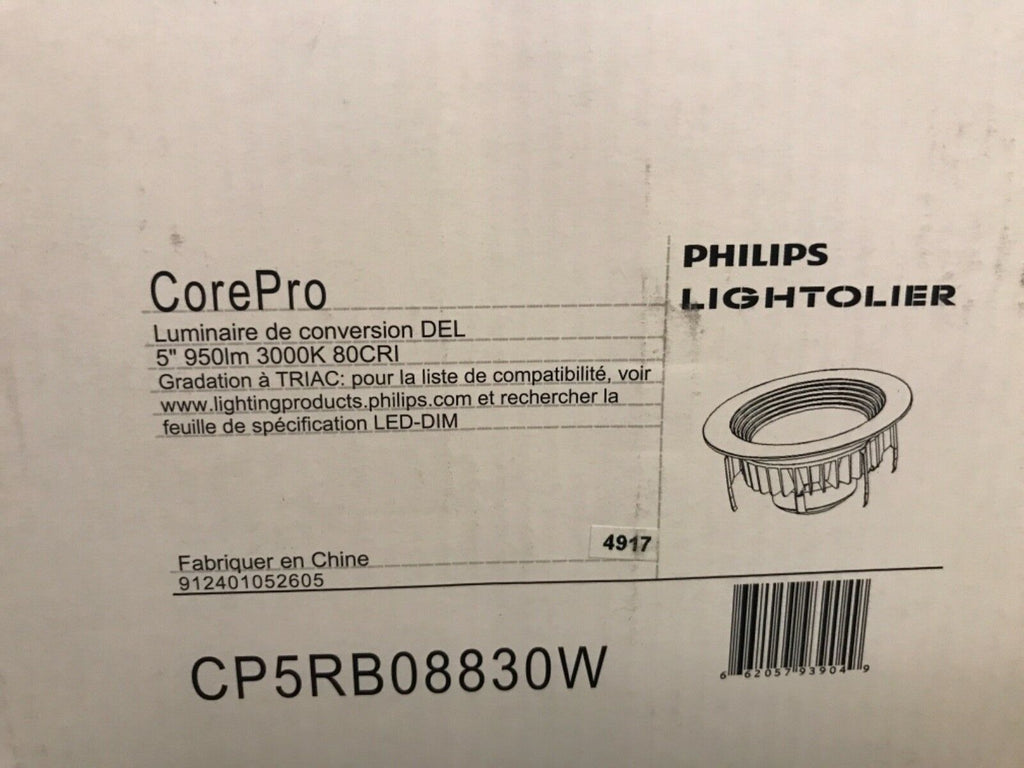 CorePro
Luminaire de conversion DEL
5" 950lm 3000K 80CRI
Gradation à TRIAC: pour la liste de compatibilité, voir
www.lightingproducts.philips.com et rechercher la
feuille de spécification LED-DIM
Fabriquer en Chine
912401052605
4917
PHILIPS
LIGHTOLIER
CP5RB08830W
6 62057 93904 9